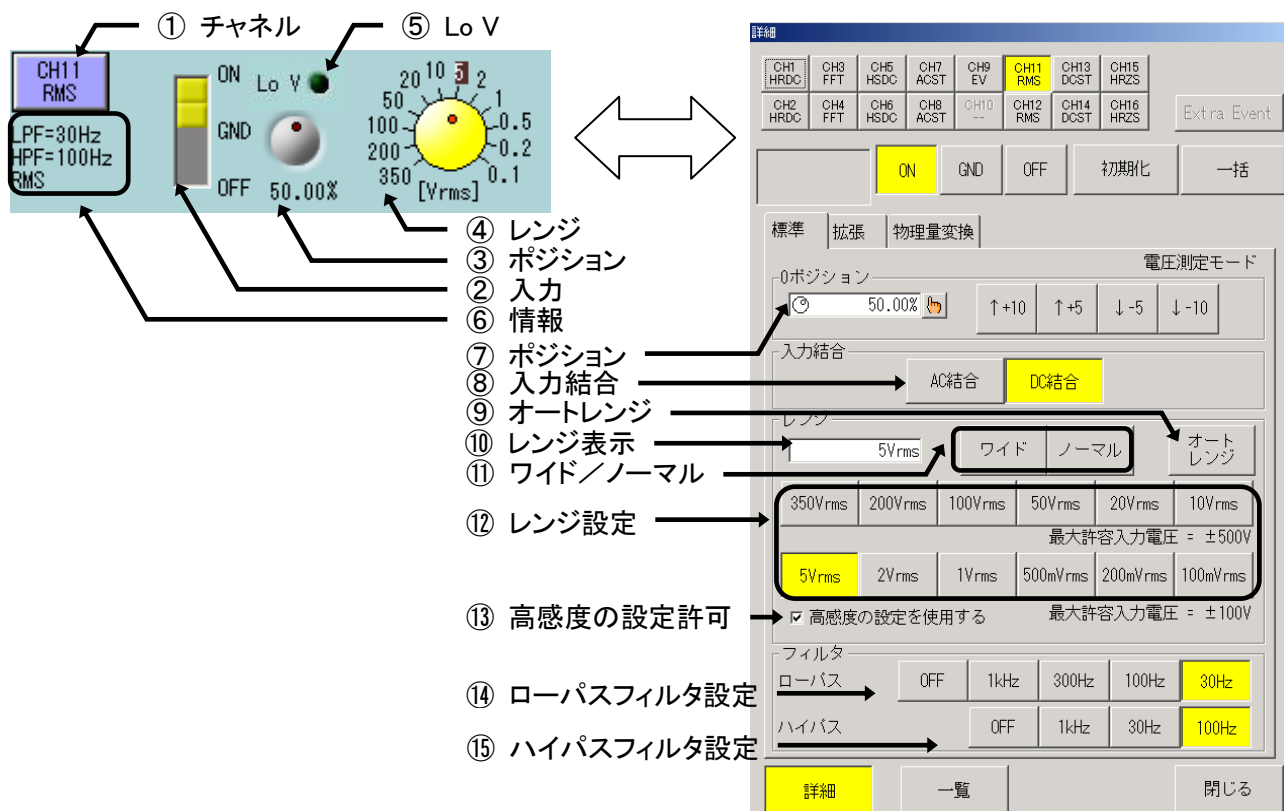 ① チャネル
⑤ Lo V
CH11
RMS
LPF=30Hz
HPF=100Hz
RMS
ON
GND
OFF
Lo V
50.00%
350
200
100
50
20
10
5
2
1
0.5
0.2
0.1
[Vrms]
④ レンジ
③ ポジション
② 入力
⑥ 情報
⑦ ポジション
⑧ 入力結合
⑨ オートレンジ
⑩ レンジ表示
⑪ ワイド／ノーマル
⑫ レンジ設定
⑬ 高感度の設定許可
⑭ ローパスフィルタ設定
⑮ ハイパスフィルタ設定
詳細
CH1 HRDC
CH3 FFT
CH5 HSDC
CH7 ACST
CH9 EV
CH11 RMS
CH13 DCST
CH15 HRZS
CH2 HRDC
CH4 FFT
CH6 HSDC
CH8 ACST
CH10 --
CH12 RMS
CH14 DCST
CH16 HRZS
Extra Event
ON GND OFF 初期化 一括
標準 拡張 物理量変換
電圧測定モード
0ポジション
50.00% ↑+10 ↑+5 ↓-5 ↓-10
入力結合
AC結合 DC結合
レンジ
5Vrms ワイド ノーマル オートレンジ
350Vrms 200Vrms 100Vrms 50Vrms 20Vrms 10Vrms
最大許容入力電圧 = ±500V
5Vrms 2Vrms 1Vrms 500mVrms 200mVrms 100mVrms
高感度の設定を使用する 最大許容入力電圧 = ±100V
フィルタ
ローパス OFF 1kHz 300Hz 100Hz 30Hz
ハイパス OFF 1kHz 30Hz 100Hz
詳細 一覧 閉じる